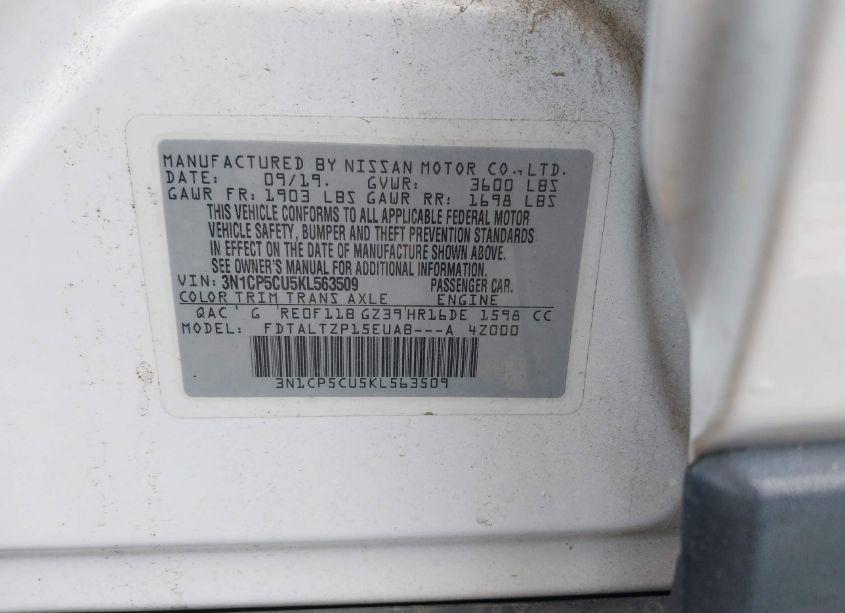 MANUFACTURED BY NISSAN MOTOR CO.,LTD.
DATE: 09/19. GVWR: 3600 LBS
GAWR FR: 1903 LBS GAWR RR: 1698 LBS
THIS VEHICLE CONFORMS TO ALL APPLICABLE FEDERAL MOTOR
VEHICLE SAFETY, BUMPER AND THEFT PREVENTION STANDARDS
IN EFFECT ON THE DATE OF MANUFACTURE SHOWN ABOVE.
SEE OWNER'S MANUAL FOR ADDITIONAL INFORMATION.
VIN: 3N1CP5CU5KL563509 PASSENGER CAR.
COLOR TRIM TRANS AXLE ENGINE
QAC G RE0F11B GZ39 HR16DE 1598 CC
MODEL: FDTALTZP15EUAB---A 4Z000
3N1CP5CU5KL563509